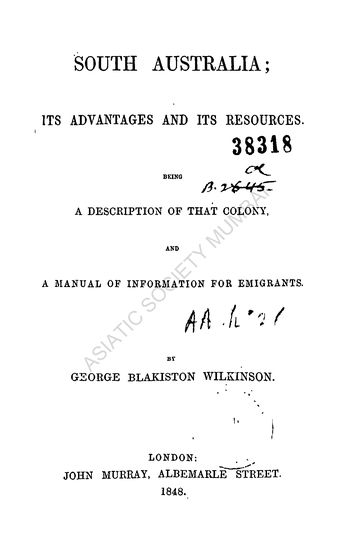 SOUTH AUSTRALIA;
ITS ADVANTAGES AND ITS RESOURCES.
38318
BEING
B. 2645.
A DESCRIPTION OF THAT COLONY,
AND
A MANUAL OF INFORMATION FOR EMIGRANTS.
ASIATIC SOCIETY MUMBAI
BY
GEORGE BLAKISTON WILKINSON.
LONDON:
JOHN MURRAY, ALBEMARLE STREET.
1848.